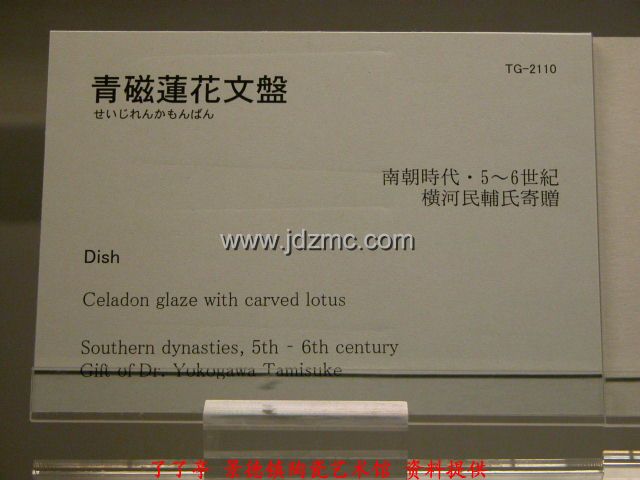 TG-2110
青磁蓮花文盤
せいじれんかもんばん
南朝時代・5～6世紀
横河民輔氏寄贈
www.jdzmc.com
Dish
Celadon glaze with carved lotus
Southern dynasties, 5th - 6th century
Gift of Dr. Yokogawa Tamisuke
了了亭 景德镇陶瓷艺术馆 资料提供